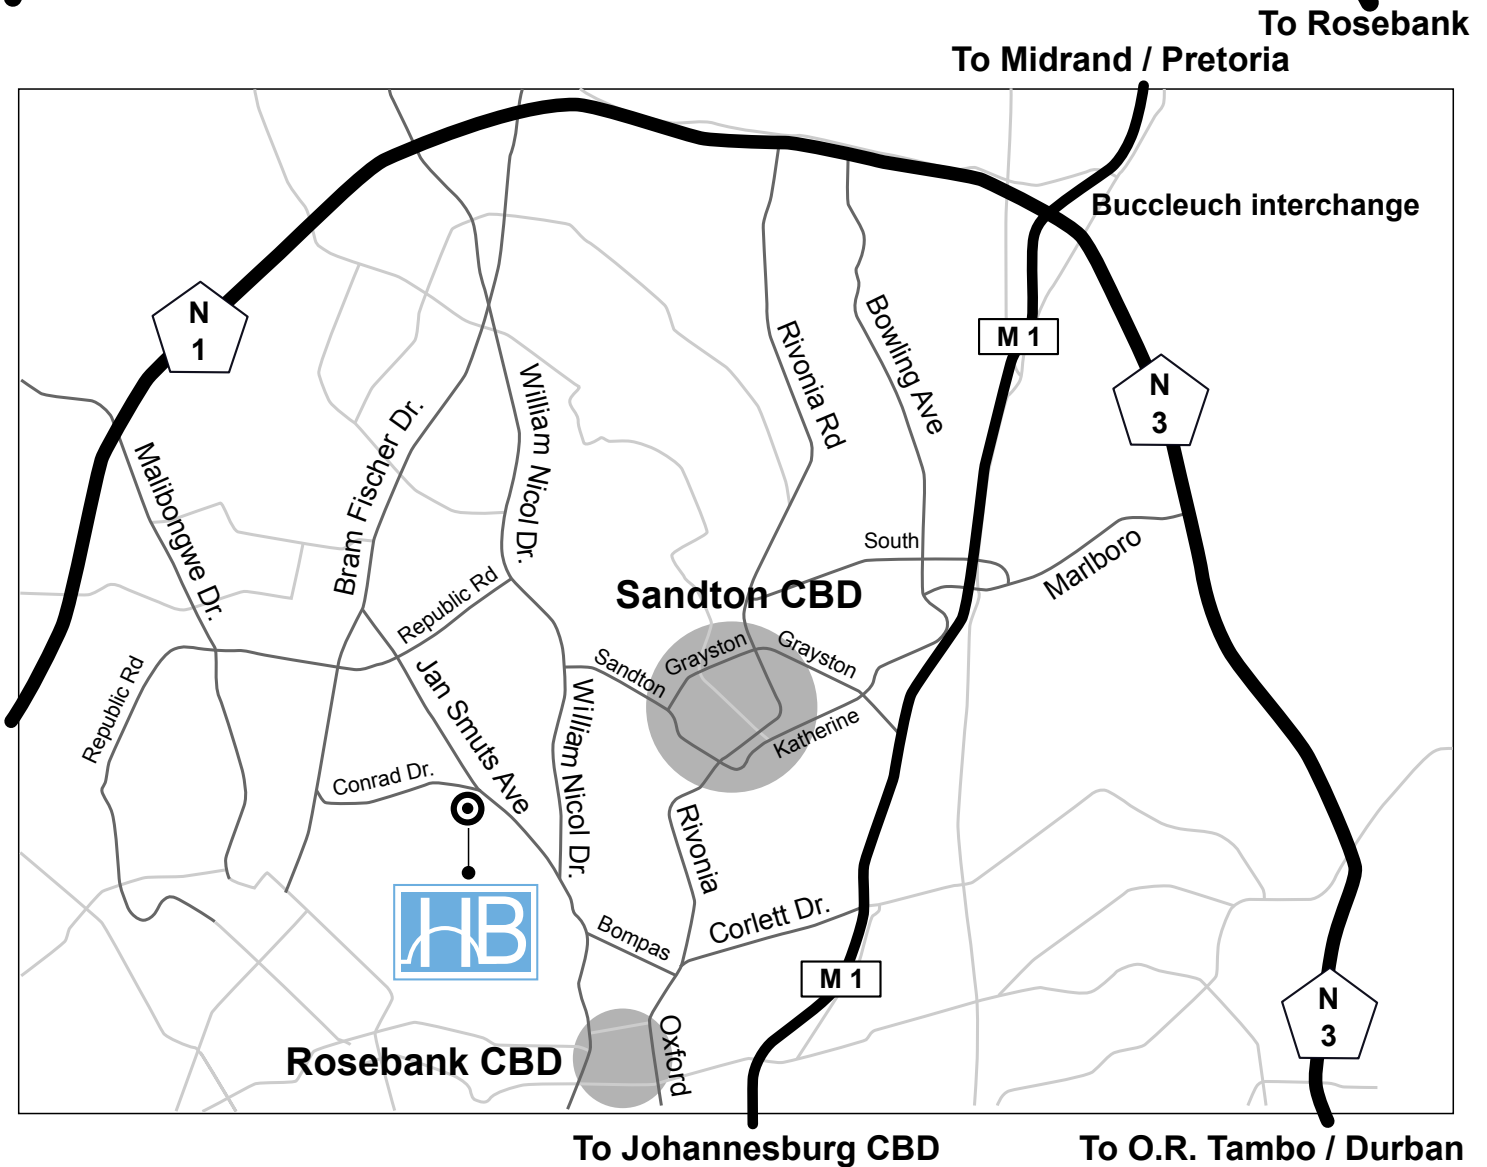 To Rosebank
To Midrand / Pretoria
Buccleuch interchange
N
1
M 1
N
3
Rivonia Rd
Bowling Ave
William Nicol Dr.
Bram Fischer Dr.
Malibongwe Dr.
South
Marlboro
Republic Rd
Sandton CBD
Grayston
Grayston
Sandton
Republic Rd
Jan Smuts Ave
William Nicol Dr.
Katherine
Conrad Dr.
Rivonia
HB
Bompas
Corlett Dr.
M 1
N
3
Oxford
Rosebank CBD
To Johannesburg CBD
To O.R. Tambo / Durban